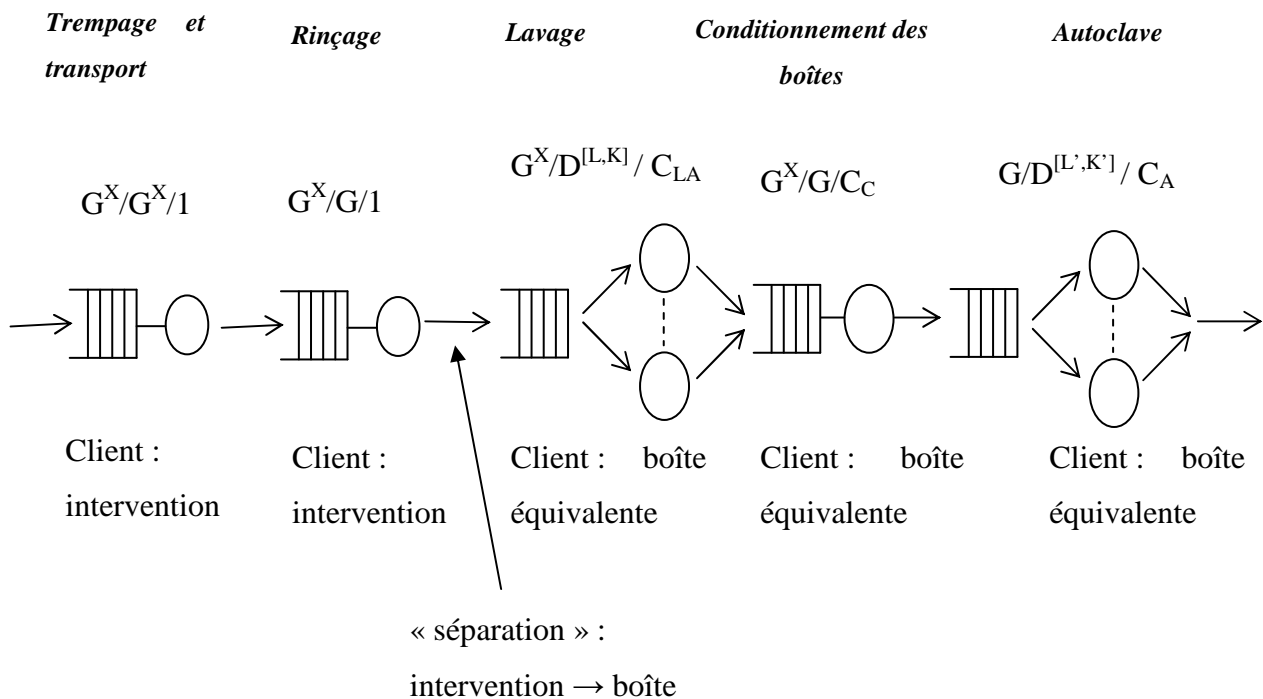 Trempage et
transport
Rinçage
Lavage
Conditionnement des
boîtes
Autoclave
G^X/G^X/1
G^X/G/1
G^X/D^[L,K] / C_LA
G^X/G/C_C
G/D^[L’,K’] / C_A
Client :
intervention
Client :
intervention
Client : boîte
équivalente
Client : boîte
équivalente
Client : boîte
équivalente
« séparation » :
intervention → boîte